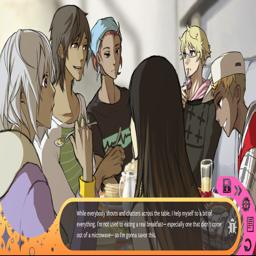 While everybody shouts and chatters across the table, I help myself to a bit of
everything. I'm not used to eating a real breakfast— especially one that didn't come
out of a microwave— so I'm gonna savor this.